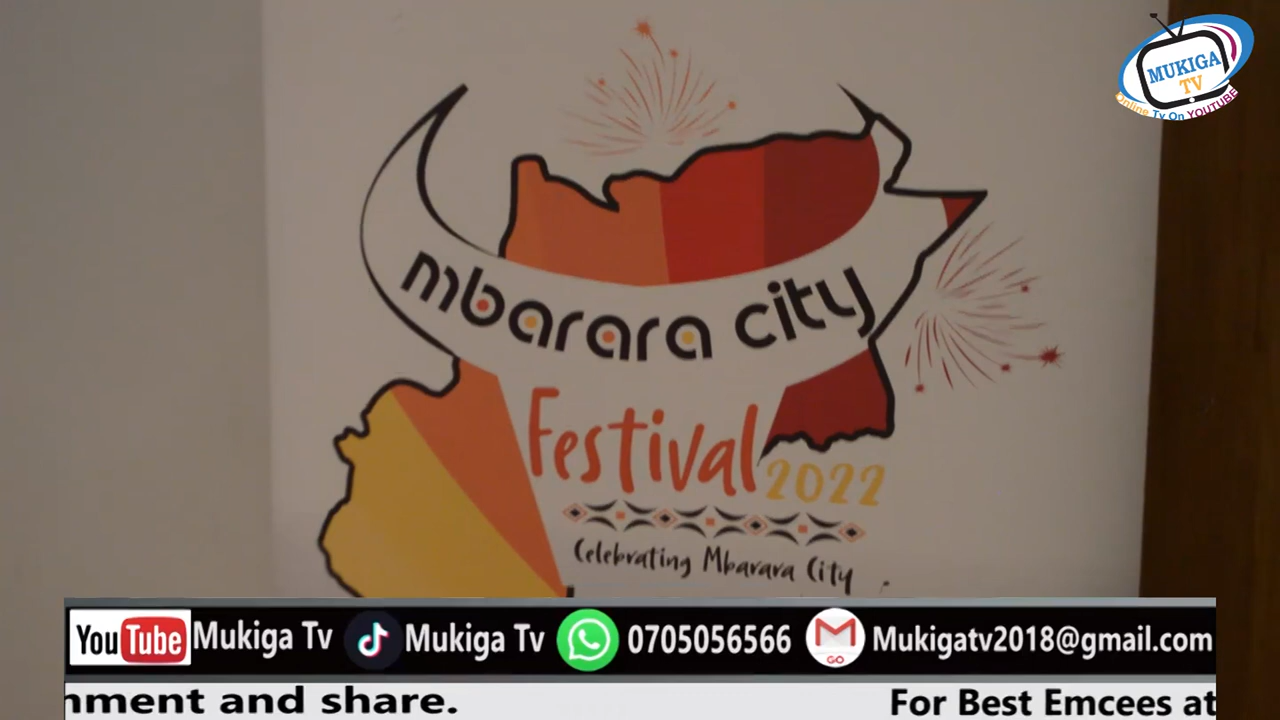 MUKIGA
TV
Online Tv On YOUTUBE
mbarara city
Festival 2022
Celebrating Mbarara City
YouTube Mukiga Tv Mukiga Tv 0705056566 GO Mukigatv2018@gmail.com
mment and share. For Best Emcees at